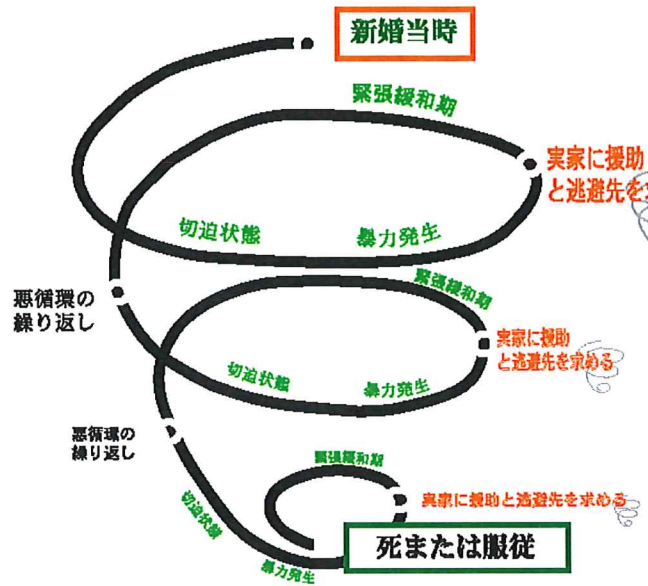 新婚当時
緊張緩和期
実家に援助
と逃避先を
切迫状態
暴力発生
緊張緩和期
悪循環の
繰り返し
実家に援助
と逃避先を求める
切迫状態
暴力発生
悪循環の
繰り返し
緊張緩和期
実家に援助と逃避先を求める
切迫状態
死または服従
暴力発生